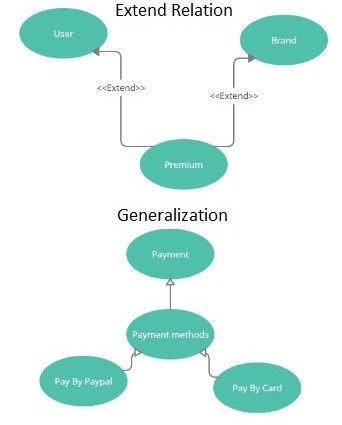 Extend Relation
User
Brand
<<Extend>>
<<Extend>>
Premium
Generalization
Payment
Payment methods
Pay By Paypal
Pay By Card